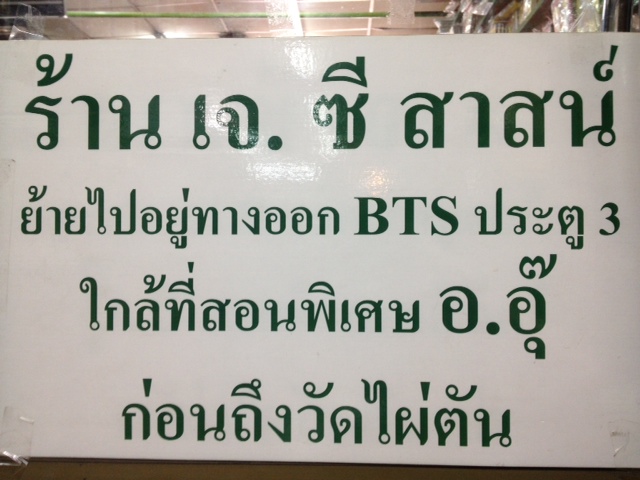 ร้าน เจ. ซี สาสน์
ย้ายไปอยู่ทางออก BTS ประตู 3
ใกล้ที่สอนพิเศษ อ.อุ๊
ก่อนถึงวัดไผ่ตัน